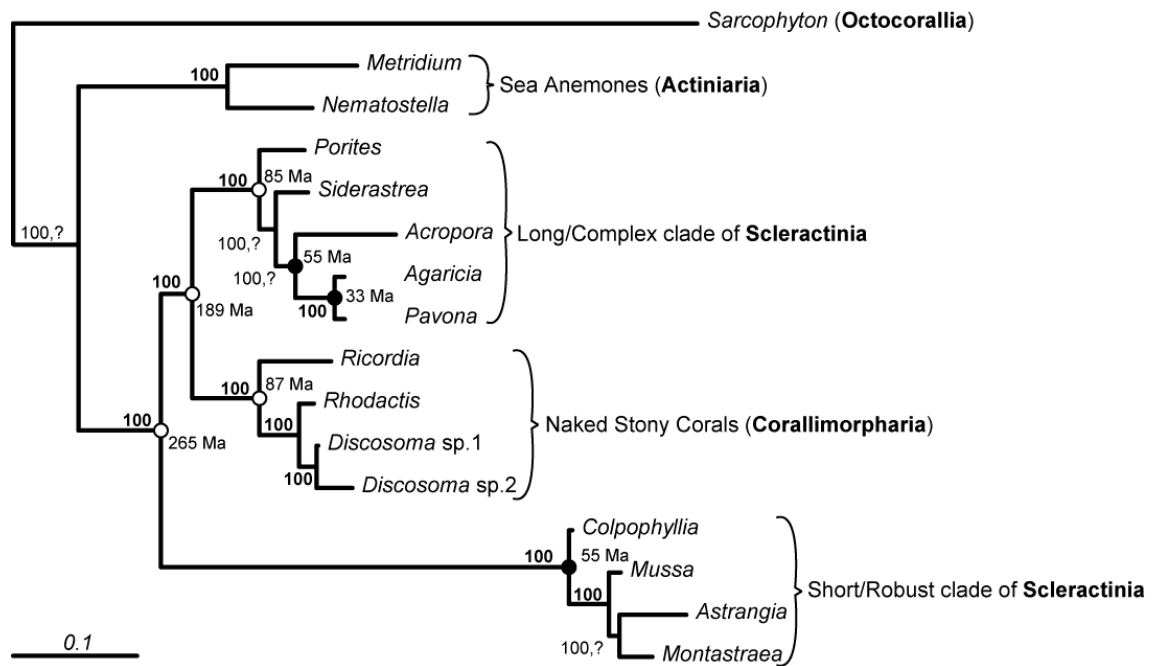 Sarcophyton (Octocorallia)
Metridium
100
Sea Anemones (Actiniaria)
Nematostella
Porites
100
85 Ma
Siderastrea
100,?
Acropora
Long/Complex clade of Scleractinia
100,?
55 Ma
100,?
Agaricia
33 Ma
100
Pavona
100
189 Ma
Ricordia
100
87 Ma
Rhodactis
Naked Stony Corals (Corallimorpharia)
100
265 Ma
100
Discosoma sp.1
100
Discosoma sp.2
Colpophyllia
100
55 Ma
Mussa
Short/Robust clade of Scleractinia
100
Astrangia
100,?
Montastraea
0.1